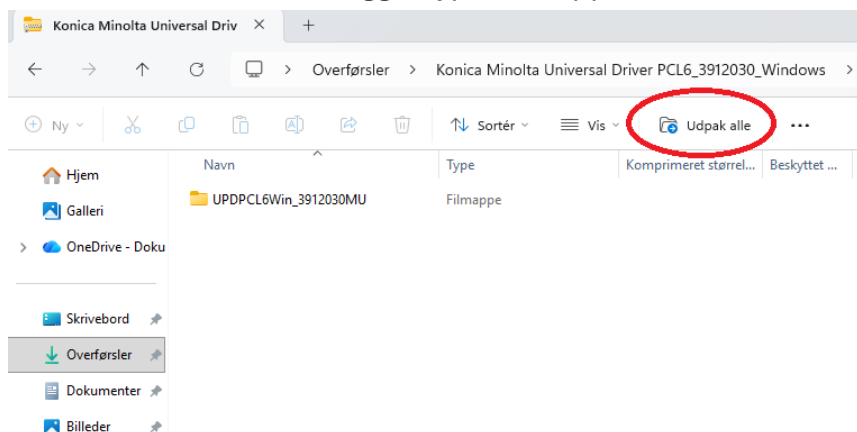 Konica Minolta Universal Driv
Overførsler > Konica Minolta Universal Driver PCL6_3912030_Windows >
Ny Sortér Vis Udpak alle ...
Navn Type Komprimeret størrel... Beskyttet ...
Hjem
UPDPCL6Win_3912030MU Filmappe
Galleri
OneDrive - Doku
Skrivebord
Overførsler
Dokumenter
Billeder